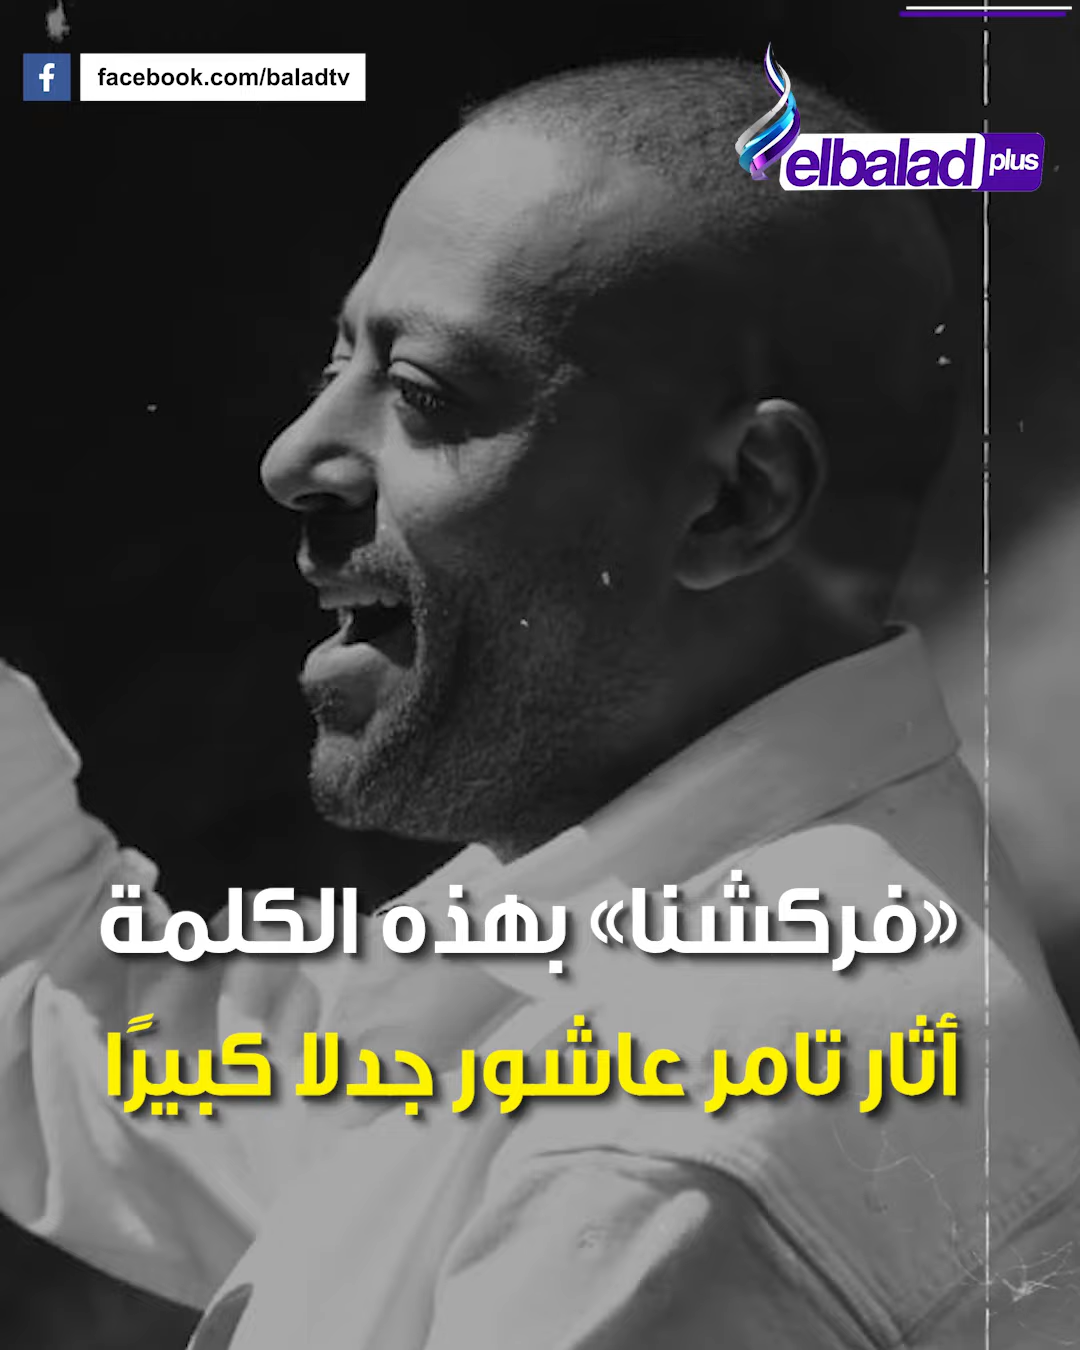 facebook.com/baladtv
elbalad plus
«فركشنا» بهذه الكلمة
أثار تامر عاشور جدلا كبيرًا